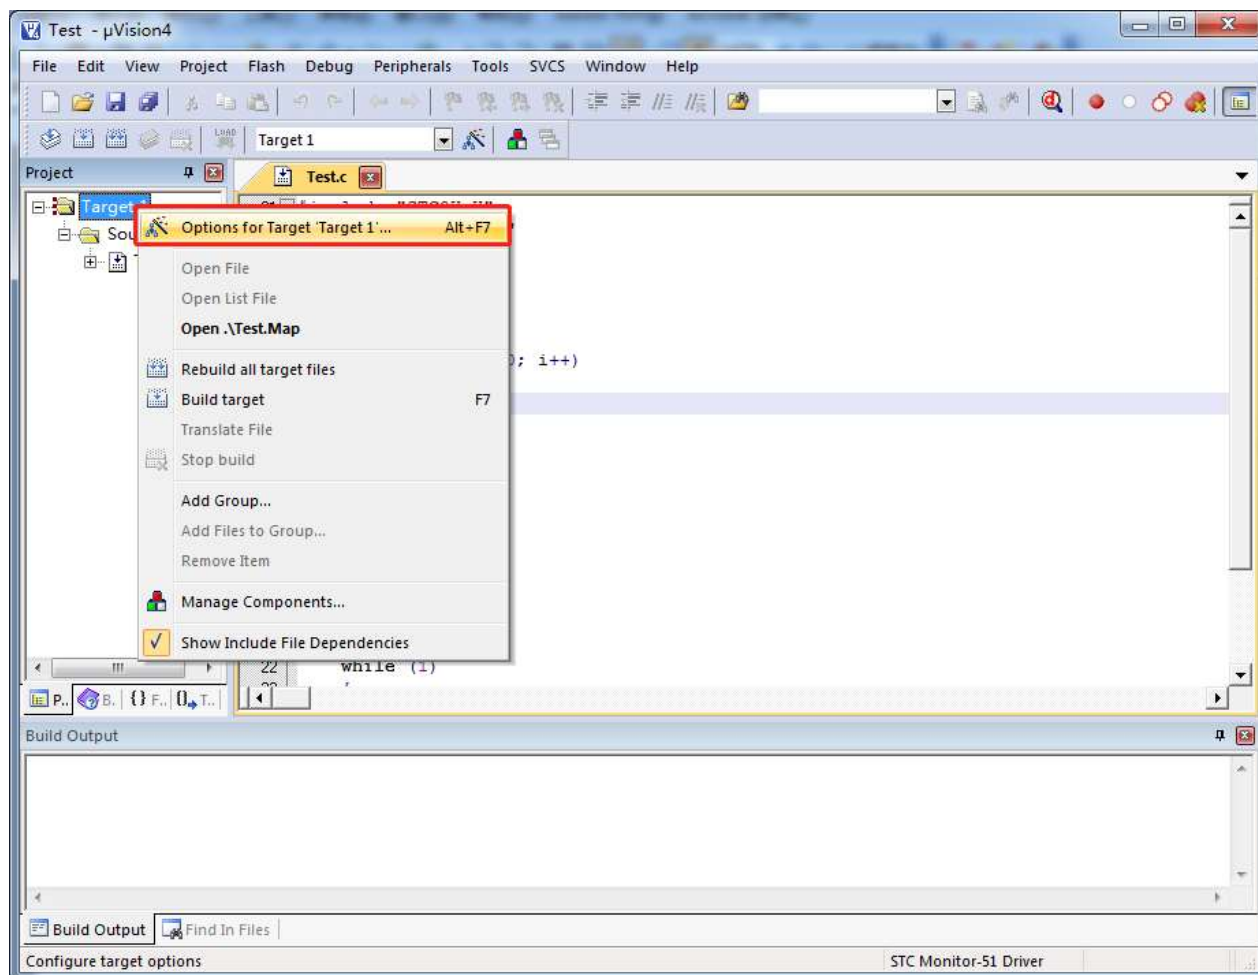 Test - µVision4
File Edit View Project Flash Debug Peripherals Tools SVCS Window Help
LOAD Target 1
Project
Test.c
Target
Sou
Options for Target 'Target 1'... Alt+F7
Open File
Open List File
Open .\Test.Map
; i++)
Rebuild all target files
Build target F7
Translate File
Stop build
Add Group...
Add Files to Group...
Remove Item
Manage Components...
Show Include File Dependencies
22 while (1)
P.. B. {} F.. 0 T..
Build Output
Build Output Find In Files
Configure target options STC Monitor-51 Driver